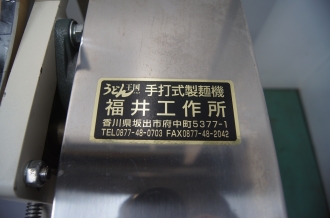 うどん 手打式製麺機
福井工作所
香川県坂出市府中町5377-1
TEL0877-48-0703 FAX0877-48-2042